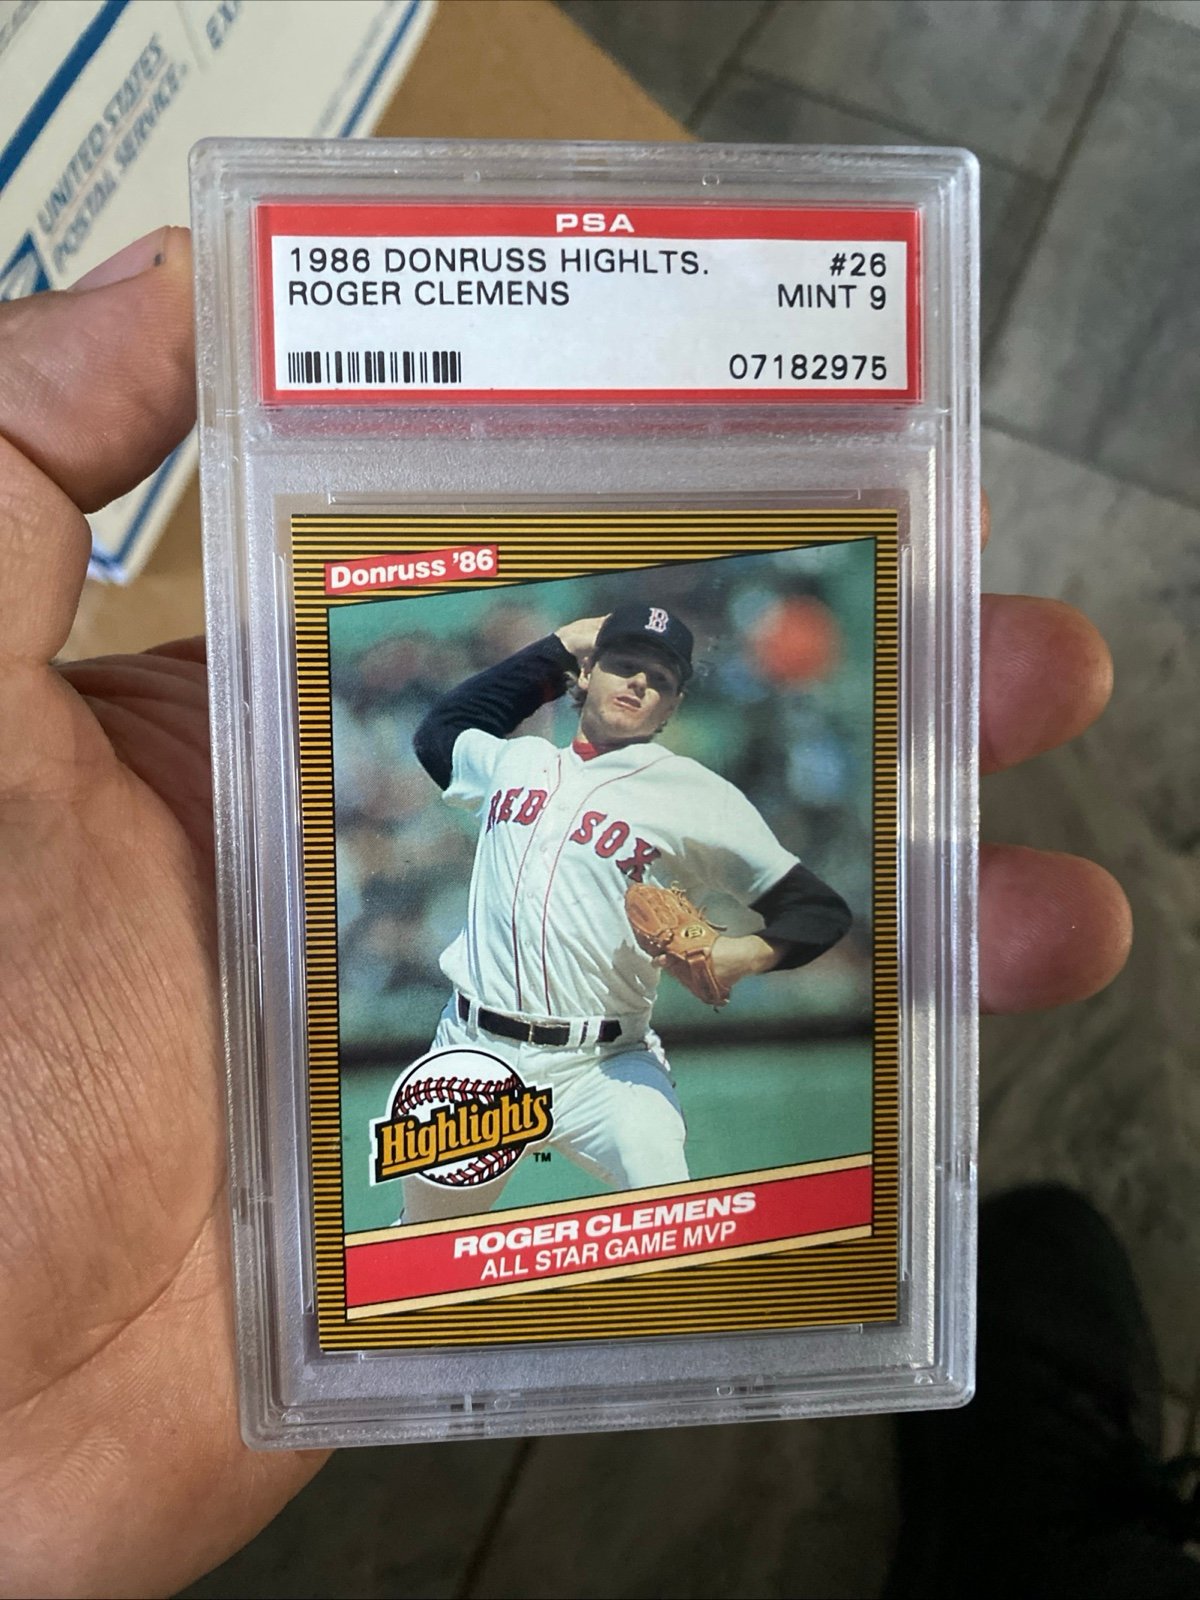 UNITED STATES
POSTAL SERVICE®
PSA
1986 DONRUSS HIGHLTS. #26
ROGER CLEMENS MINT 9
07182975
Donruss '86
B
RED SOX
Highlights
TM
ROGER CLEMENS
ALL STAR GAME MVP